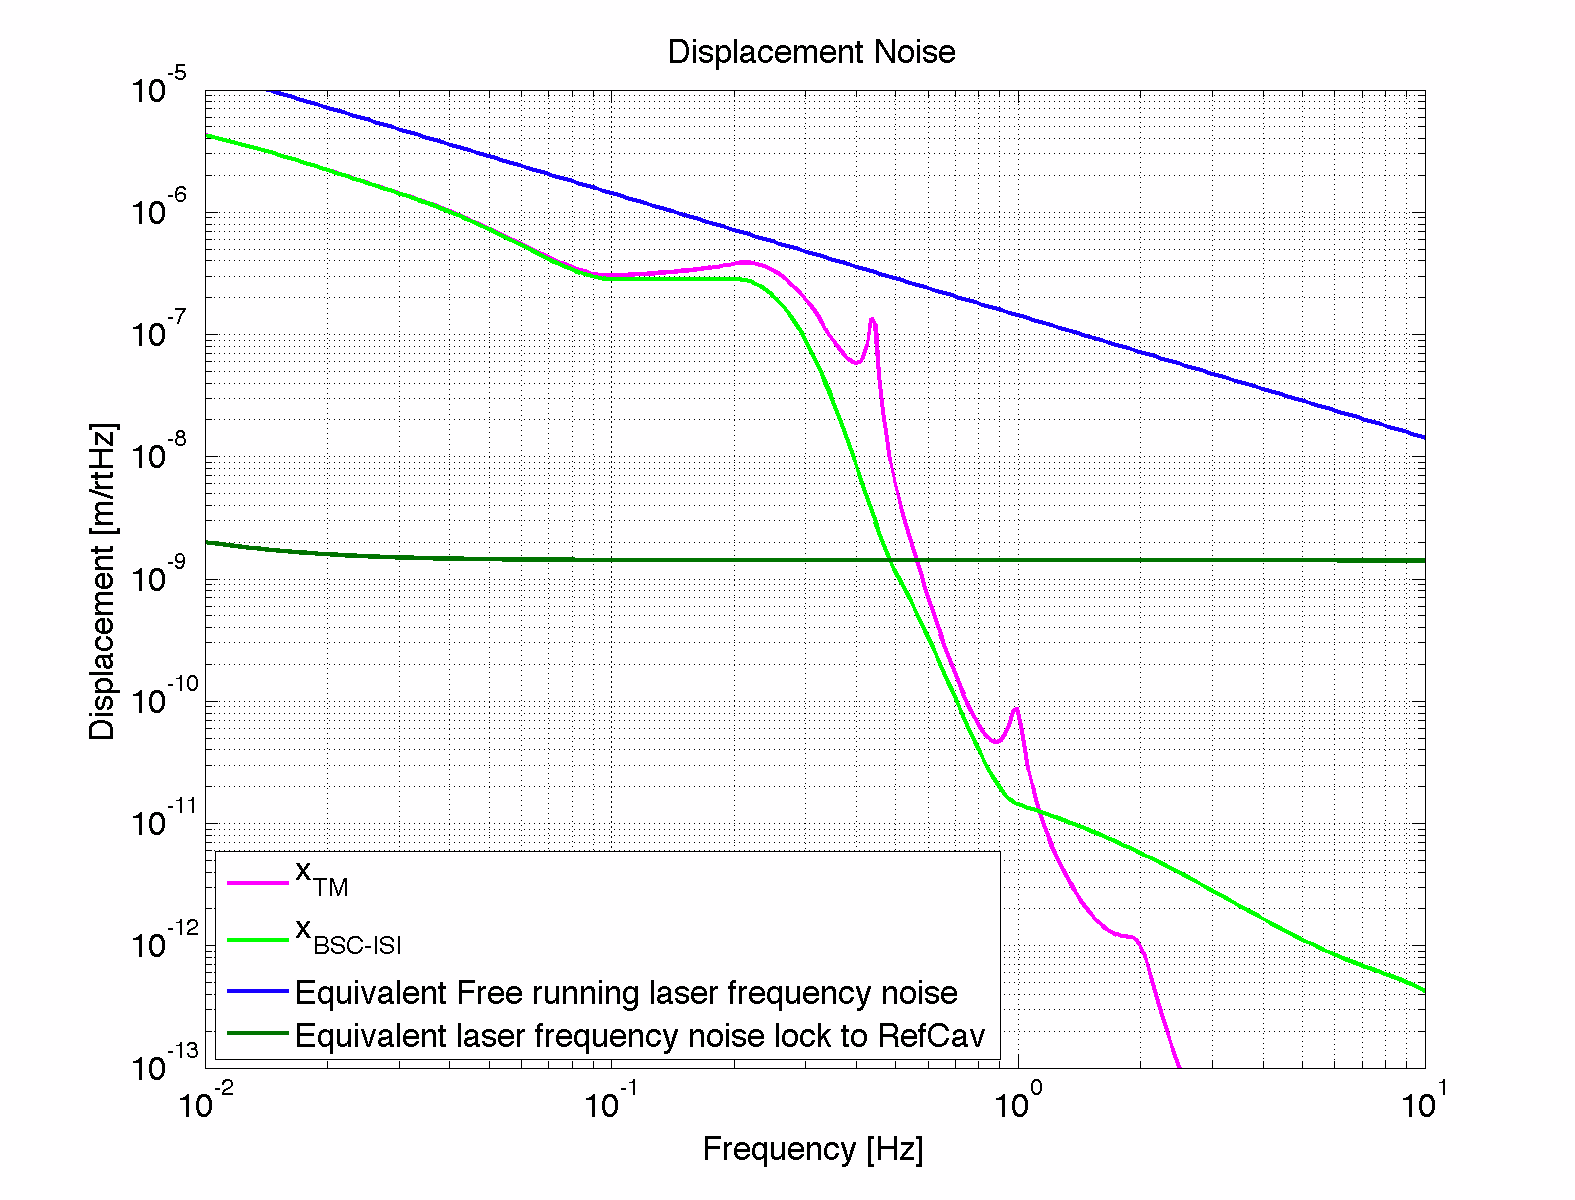 Displacement Noise
10^-5
10^-6
10^-7
10^-8
10^-9
10^-10
10^-11
10^-12
10^-13
Displacement [m/rtHz]
x_TM
x_BSC-ISI
Equivalent Free running laser frequency noise
Equivalent laser frequency noise lock to RefCav
10^-2 10^-1 10^0 10^1
Frequency [Hz]